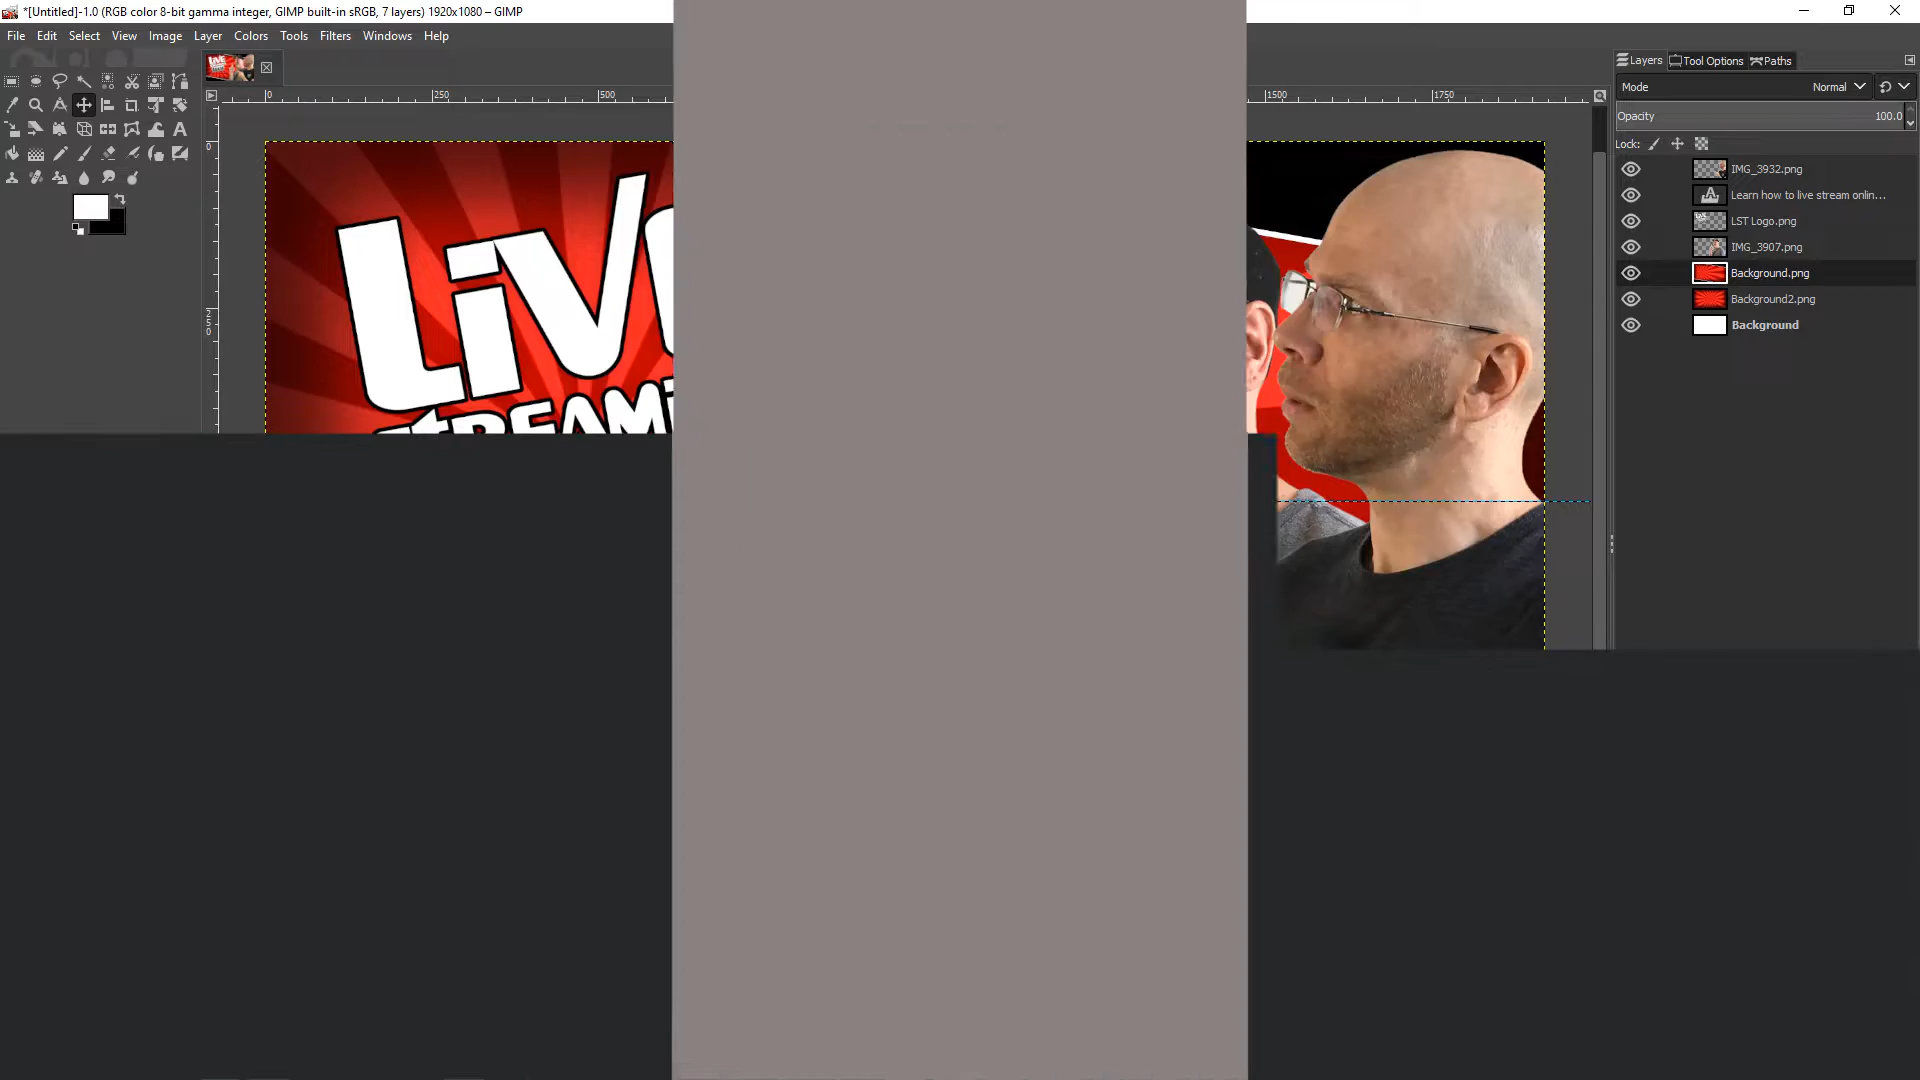 *[Untitled]-1.0 (RGB color 8-bit gamma integer, GIMP built-in sRGB, 7 layers) 1920x1080 – GIMP
File Edit Select View Image Layer Colors Tools Filters Windows Help
Layers Tool Options Paths
Mode Normal
Opacity 100.0
Lock:
0 250 500 1500 1750
0
250
IMG_3932.png
Learn how to live stream onlin...
LST Logo.png
IMG_3907.png
Background.png
Background2.png
Background
LiV